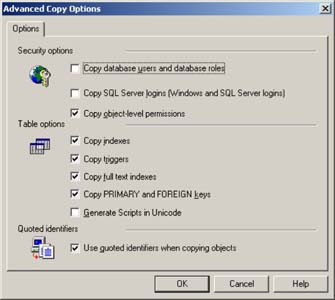 Advanced Copy Options
Options
Security options
Copy database users and database roles
Copy SQL Server logins (Windows and SQL Server logins)
Copy object-level permissions
Table options
Copy indexes
Copy triggers
Copy full text indexes
Copy PRIMARY and FOREIGN keys
Generate Scripts in Unicode
Quoted identifiers
Use quoted identifiers when copying objects
OK Cancel Help